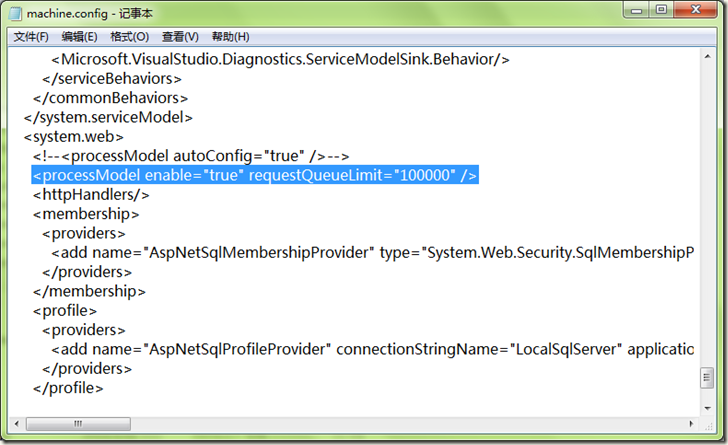 machine.config - 记事本
文件(F) 编辑(E) 格式(O) 查看(V) 帮助(H)
<Microsoft.VisualStudio.Diagnostics.ServiceModelSink.Behavior/>
</serviceBehaviors>
</commonBehaviors>
</system.serviceModel>
<system.web>
<!--<processModel autoConfig="true" />-->
<processModel enable="true" requestQueueLimit="100000" />
<httpHandlers/>
<membership>
<providers>
<add name="AspNetSqlMembershipProvider" type="System.Web.Security.SqlMembershipP
</providers>
</membership>
<profile>
<providers>
<add name="AspNetSqlProfileProvider" connectionStringName="LocalSqlServer" applicatio
</providers>
</profile>